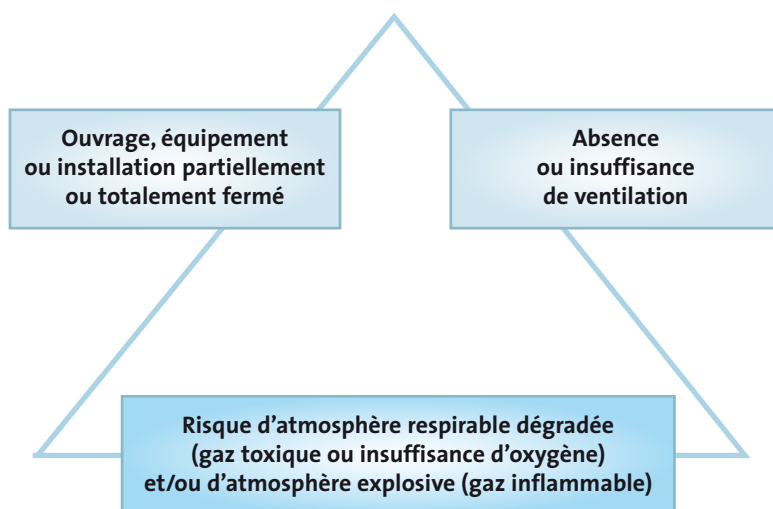 Ouvrage, équipement
ou installation partiellement
ou totalement fermé
Absence
ou insuffisance
de ventilation
Risque d’atmosphère respirable dégradée
(gaz toxique ou insuffisance d’oxygène)
et/ou d’atmosphère explosive (gaz inflammable)